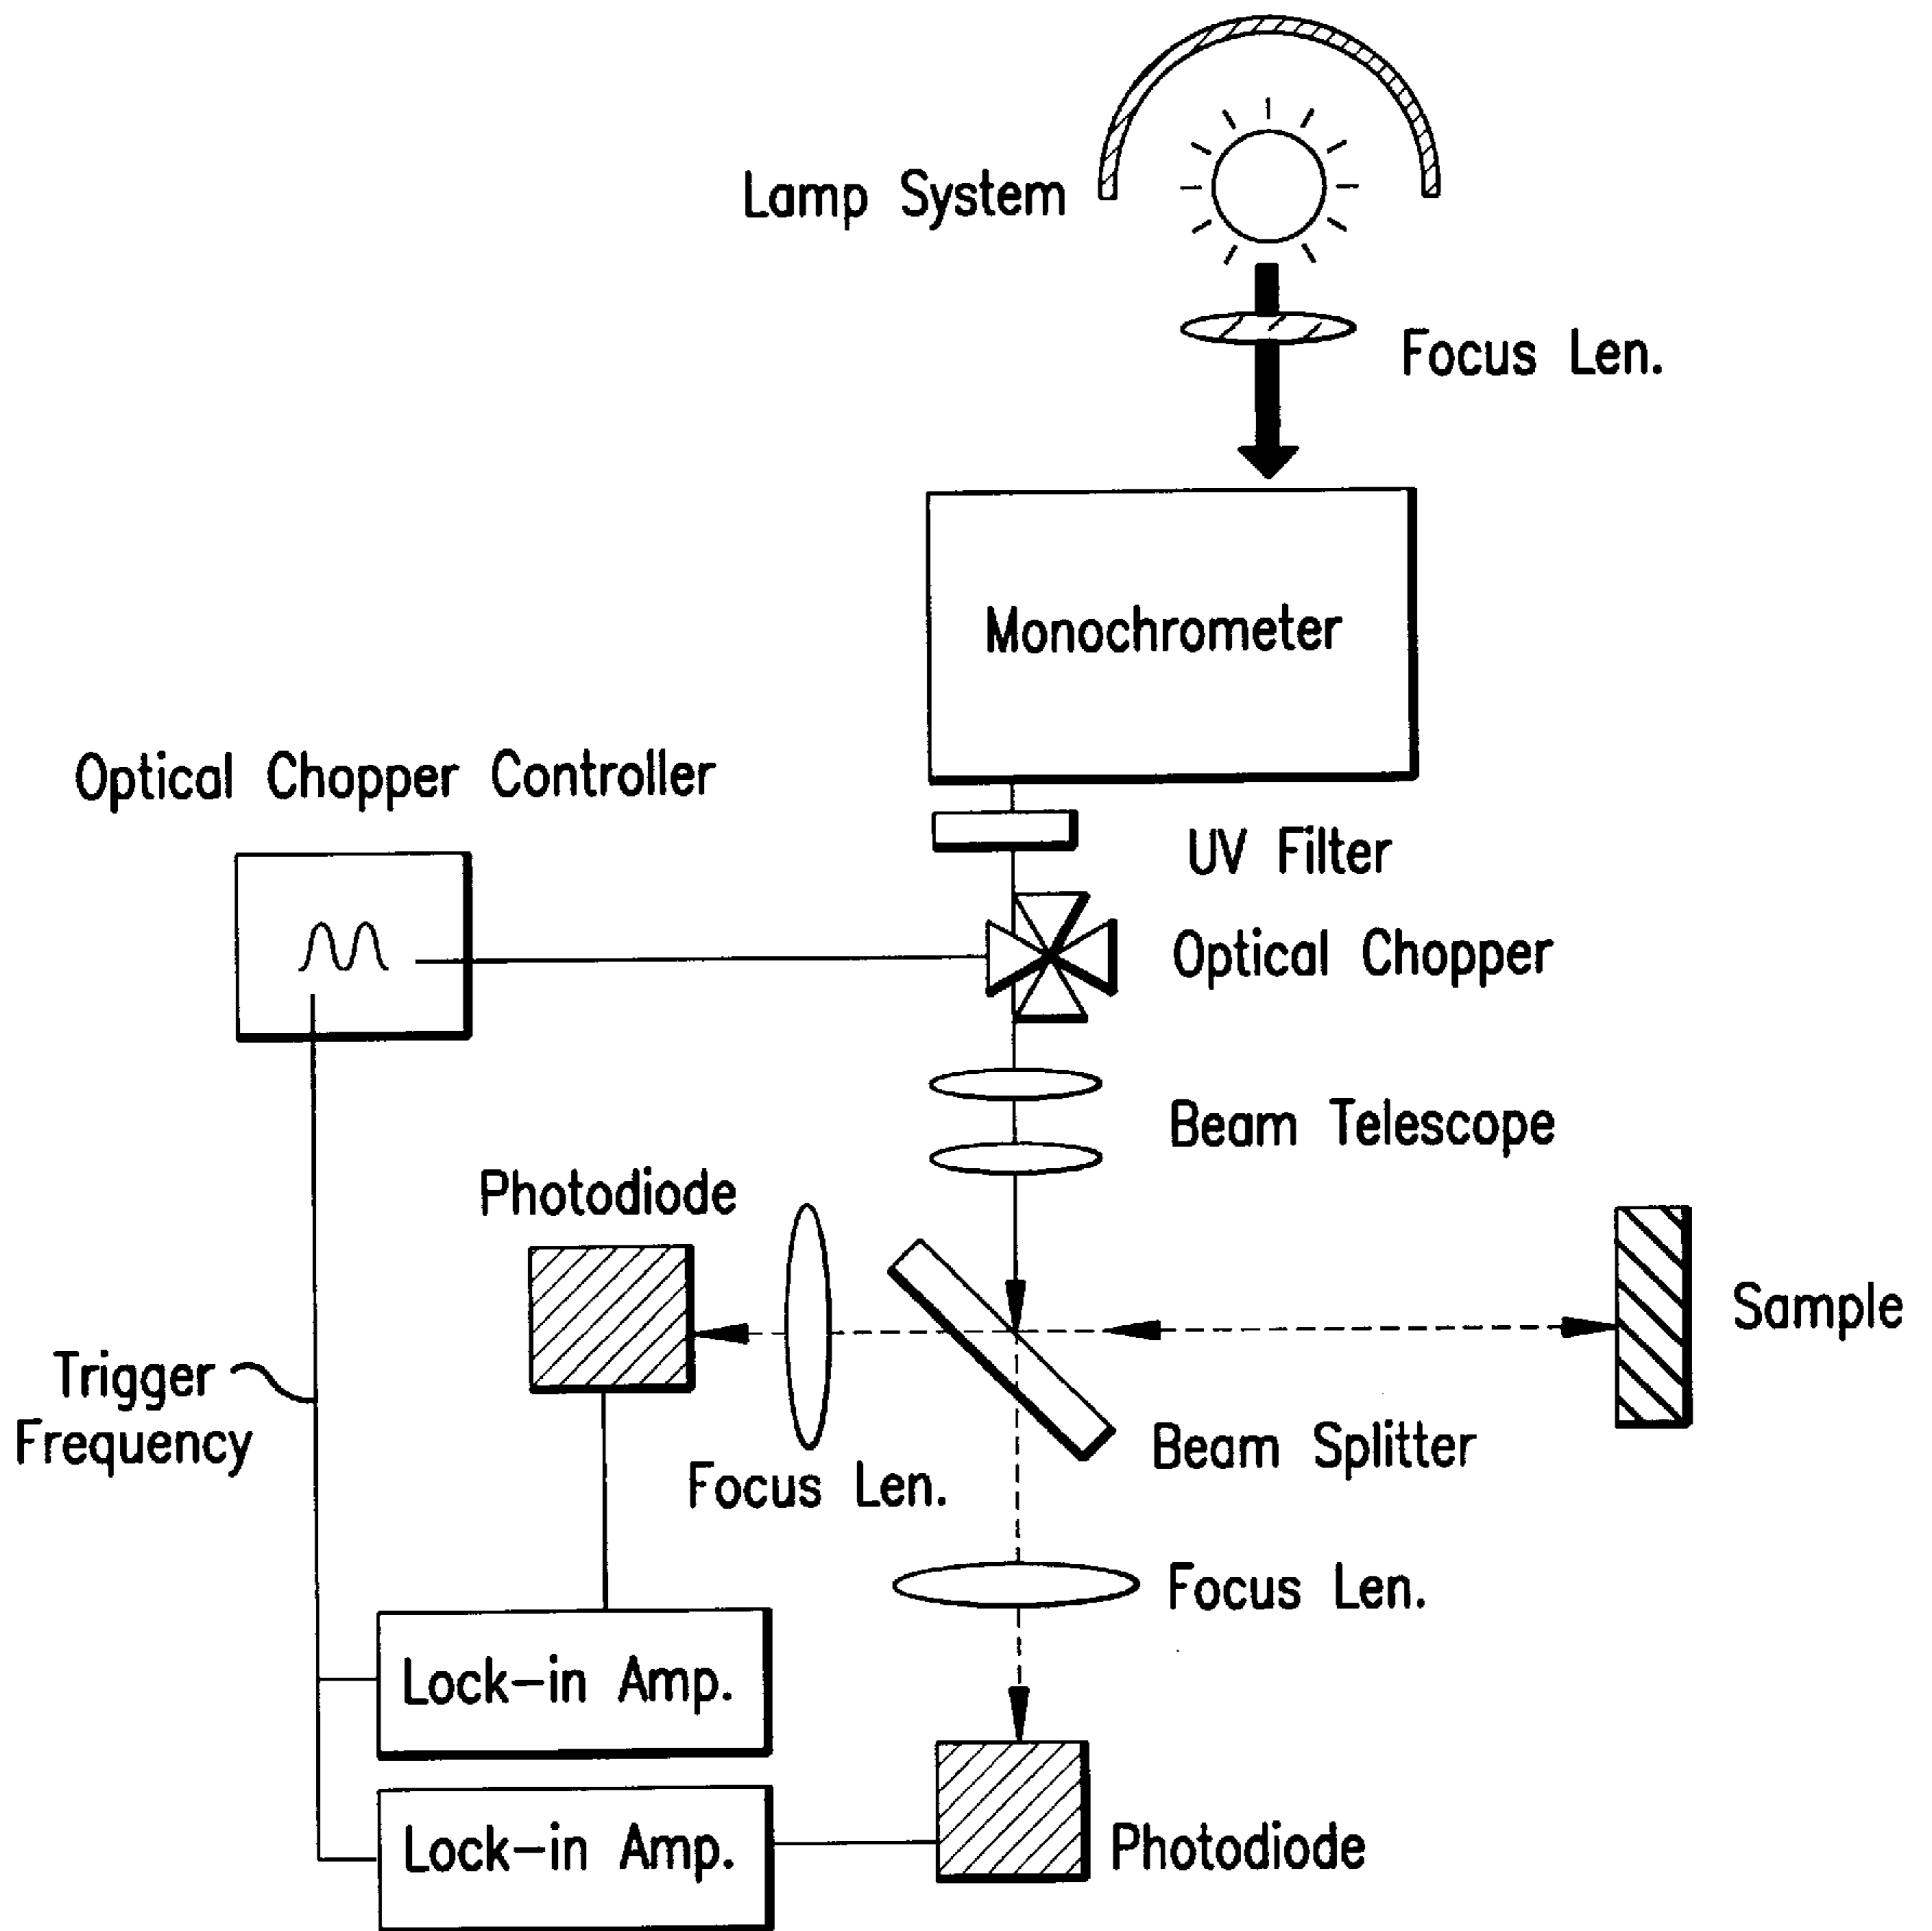 Lamp System
Focus Len.
Monochrometer
Optical Chopper Controller
UV Filter
Optical Chopper
Beam Telescope
Photodiode
Sample
Trigger
Frequency
Beam Splitter
Focus Len.
Focus Len.
Lock-in Amp.
Lock-in Amp.
Photodiode